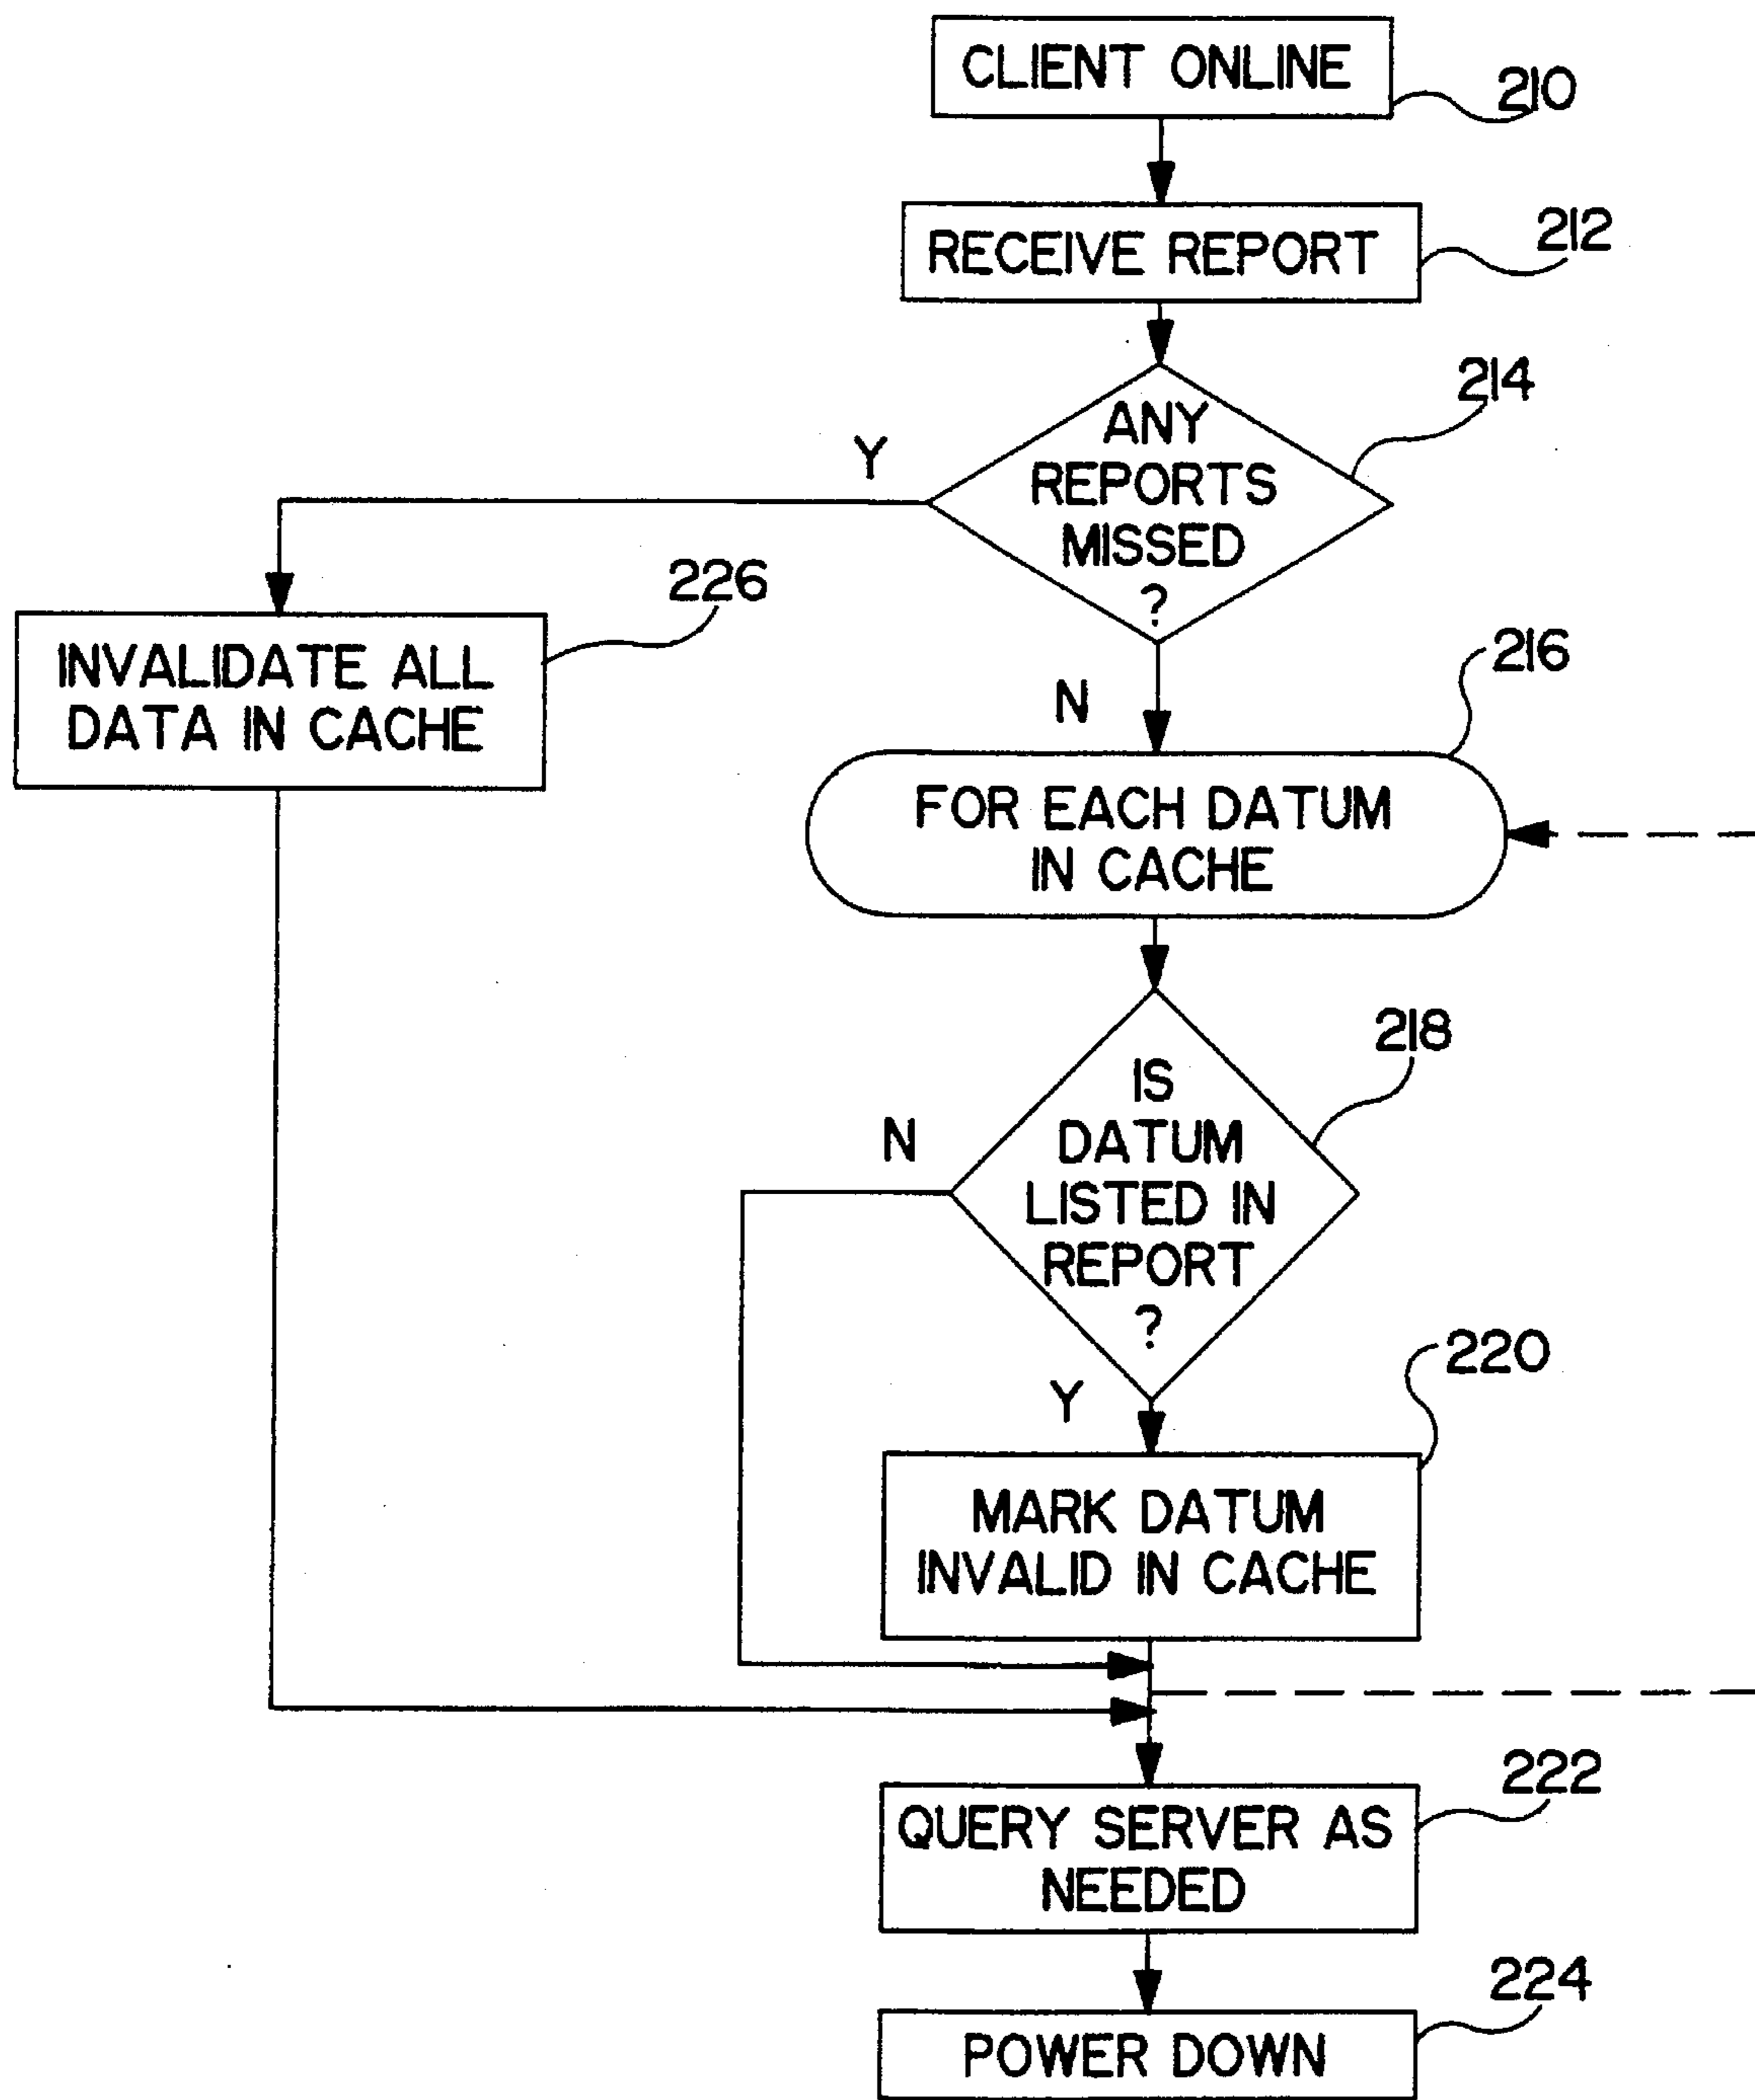 CLIENT ONLINE
210
RECEIVE REPORT
212
ANY
REPORTS
MISSED
?
214
Y
N
226
INVALIDATE ALL
DATA IN CACHE
216
FOR EACH DATUM
IN CACHE
218
IS
DATUM
LISTED IN
REPORT
?
N
Y
220
MARK DATUM
INVALID IN CACHE
222
QUERY SERVER AS
NEEDED
224
POWER DOWN